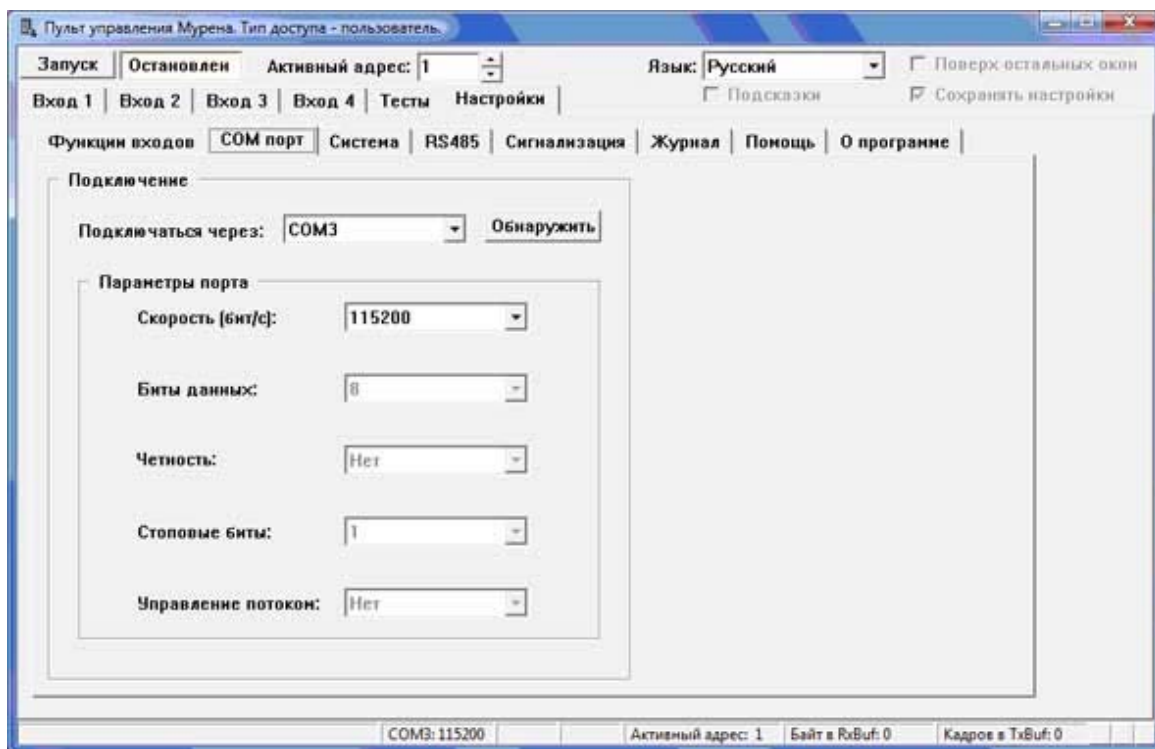 Пульт управления Мурена. Тип доступа - пользователь.
Запуск Остановлен Активный адрес: 1 Язык: Русский Поверх остальных окон
Подсказки Сохранять настройки
Вход 1 Вход 2 Вход 3 Вход 4 Тесты Настройки
Функции входов COM порт Система RS485 Сигнализация Журнал Помощь О программе
Подключение
Подключаться через: COM3 Обнаружить
Параметры порта
Скорость (бит/с): 115200
Биты данных: 8
Четность: Нет
Стоповые биты: 1
Управление потоком: Нет
COM3: 115200 Активный адрес: 1 Байт в RxBuf: 0 Кадров в TxBuf: 0